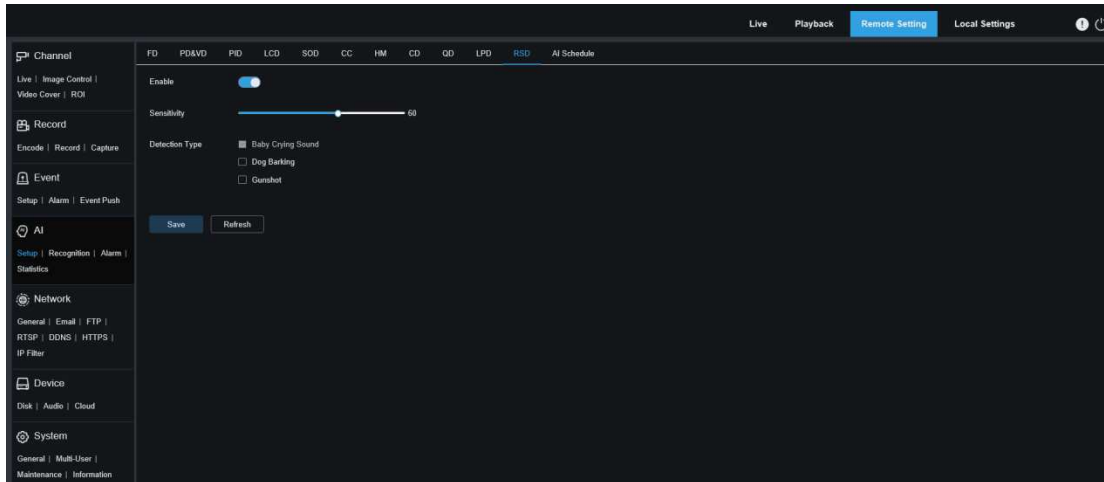 Live Playback Remote Setting Local Settings
Channel
Live | Image Control |
Video Cover | ROI
Record
Encode | Record | Capture
Event
Setup | Alarm | Event Push
AI
Setup | Recognition | Alarm |
Statistics
Network
General | Email | FTP |
RTSP | DDNS | HTTPS |
IP Filter
Device
Disk | Audio | Cloud
System
General | Multi-User |
Maintenance | Information
FD PD&VD PID LCD SOD CC HM CD QD LPD RSD AI Schedule
Enable
Sensitivity 60
Detection Type Baby Crying Sound
Dog Barking
Gunshot
Save Refresh